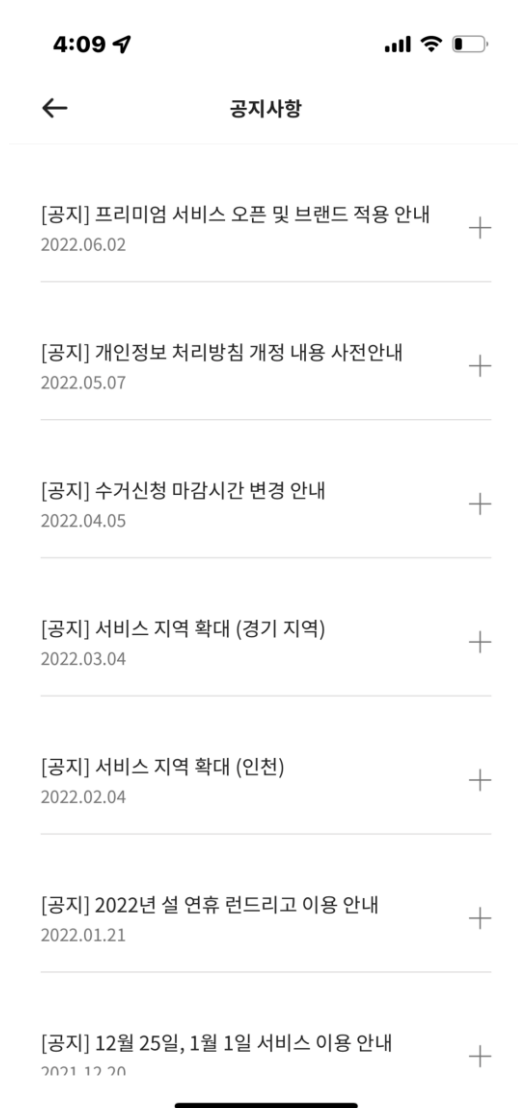 4:09
공지사항
[공지] 프리미엄 서비스 오픈 및 브랜드 적용 안내
2022.06.02
[공지] 개인정보 처리방침 개정 내용 사전안내
2022.05.07
[공지] 수거신청 마감시간 변경 안내
2022.04.05
[공지] 서비스 지역 확대 (경기 지역)
2022.03.04
[공지] 서비스 지역 확대 (인천)
2022.02.04
[공지] 2022년 설 연휴 런드리고 이용 안내
2022.01.21
[공지] 12월 25일, 1월 1일 서비스 이용 안내
2021.12.20